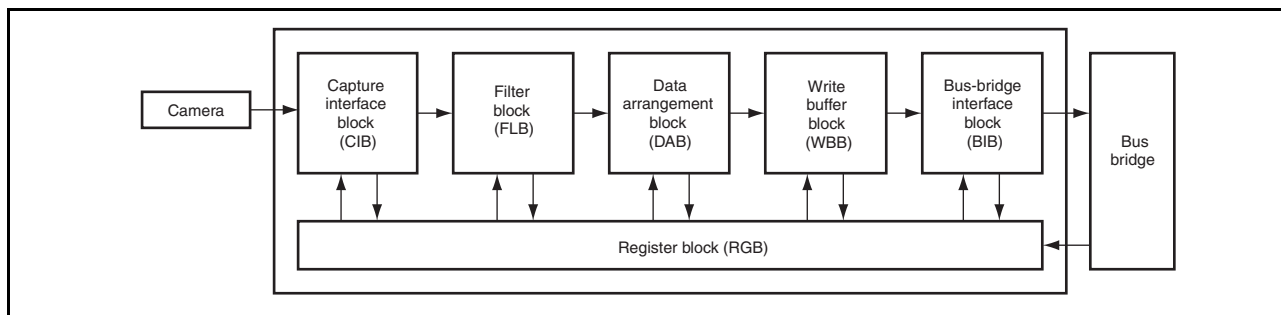 Camera
Capture
interface
block
(CIB)
Filter
block
(FLB)
Data
arrangement
block
(DAB)
Write
buffer
block
(WBB)
Bus-bridge
interface
block
(BIB)
Bus
bridge
Register block (RGB)